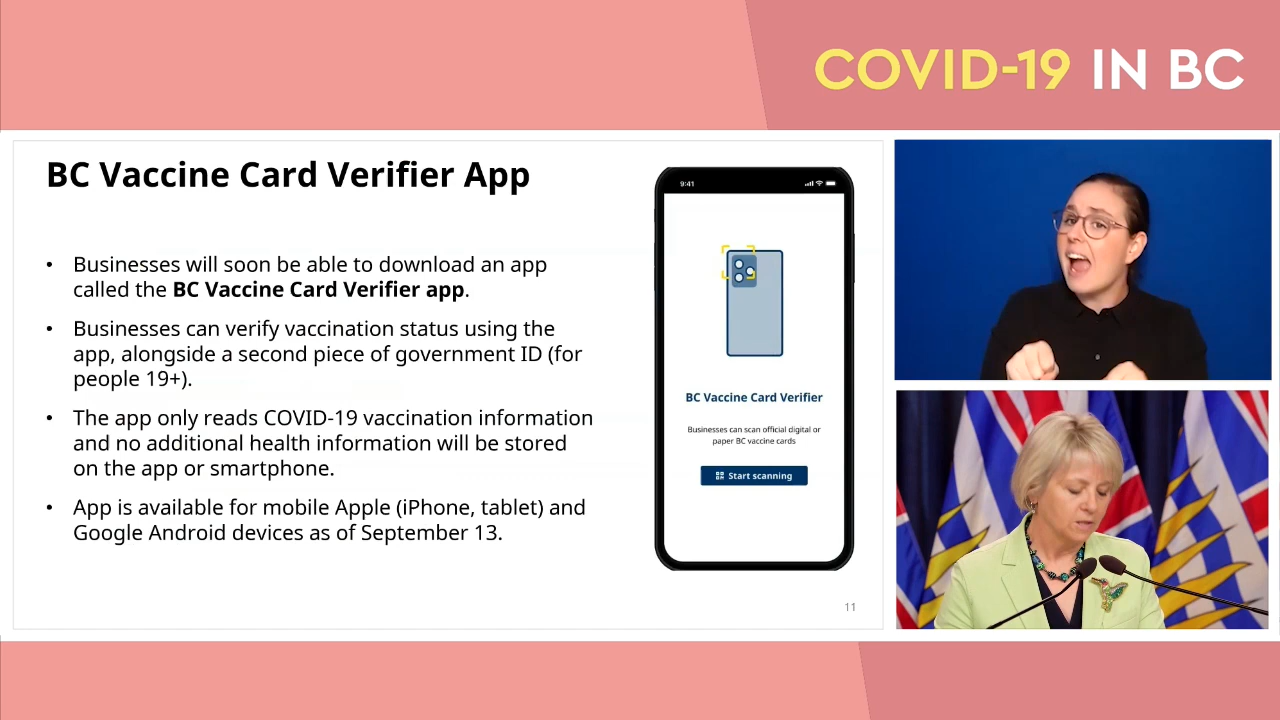 COVID-19 IN BC
BC Vaccine Card Verifier App
• Businesses will soon be able to download an app
called the BC Vaccine Card Verifier app.
• Businesses can verify vaccination status using the
app, alongside a second piece of government ID (for
people 19+).
• The app only reads COVID-19 vaccination information
and no additional health information will be stored
on the app or smartphone.
• App is available for mobile Apple (iPhone, tablet) and
Google Android devices as of September 13.
9:41
BC Vaccine Card Verifier
Businesses can scan official digital or
paper BC vaccine cards
Start scanning
11